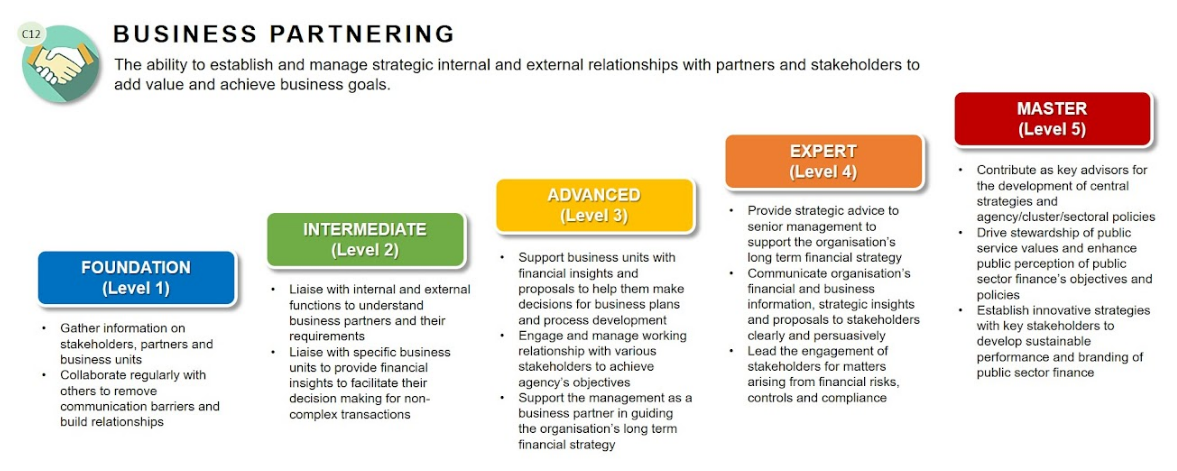 C12
BUSINESS PARTNERING
The ability to establish and manage strategic internal and external relationships with partners and stakeholders to
add value and achieve business goals.
FOUNDATION
(Level 1)
• Gather information on
stakeholders, partners and
business units
• Collaborate regularly with
others to remove
communication barriers and
build relationships
INTERMEDIATE
(Level 2)
• Liaise with internal and external
functions to understand
business partners and their
requirements
• Liaise with specific business
units to provide financial
insights to facilitate their
decision making for non-
complex transactions
ADVANCED
(Level 3)
• Support business units with
financial insights and
proposals to help them make
decisions for business plans
and process development
• Engage and manage working
relationship with various
stakeholders to achieve
agency's objectives
• Support the management as a
business partner in guiding
the organisation's long term
financial strategy
EXPERT
(Level 4)
• Provide strategic advice to
senior management to
support the organisation's
long term financial strategy
• Communicate organisation's
financial and business
information, strategic insights
and proposals to stakeholders
clearly and persuasively
• Lead the engagement of
stakeholders for matters
arising from financial risks,
controls and compliance
MASTER
(Level 5)
• Contribute as key advisors for
the development of central
strategies and
agency/cluster/sectoral policies
• Drive stewardship of public
service values and enhance
public perception of public
sector finance's objectives and
policies
• Establish innovative strategies
with key stakeholders to
develop sustainable
performance and branding of
public sector finance